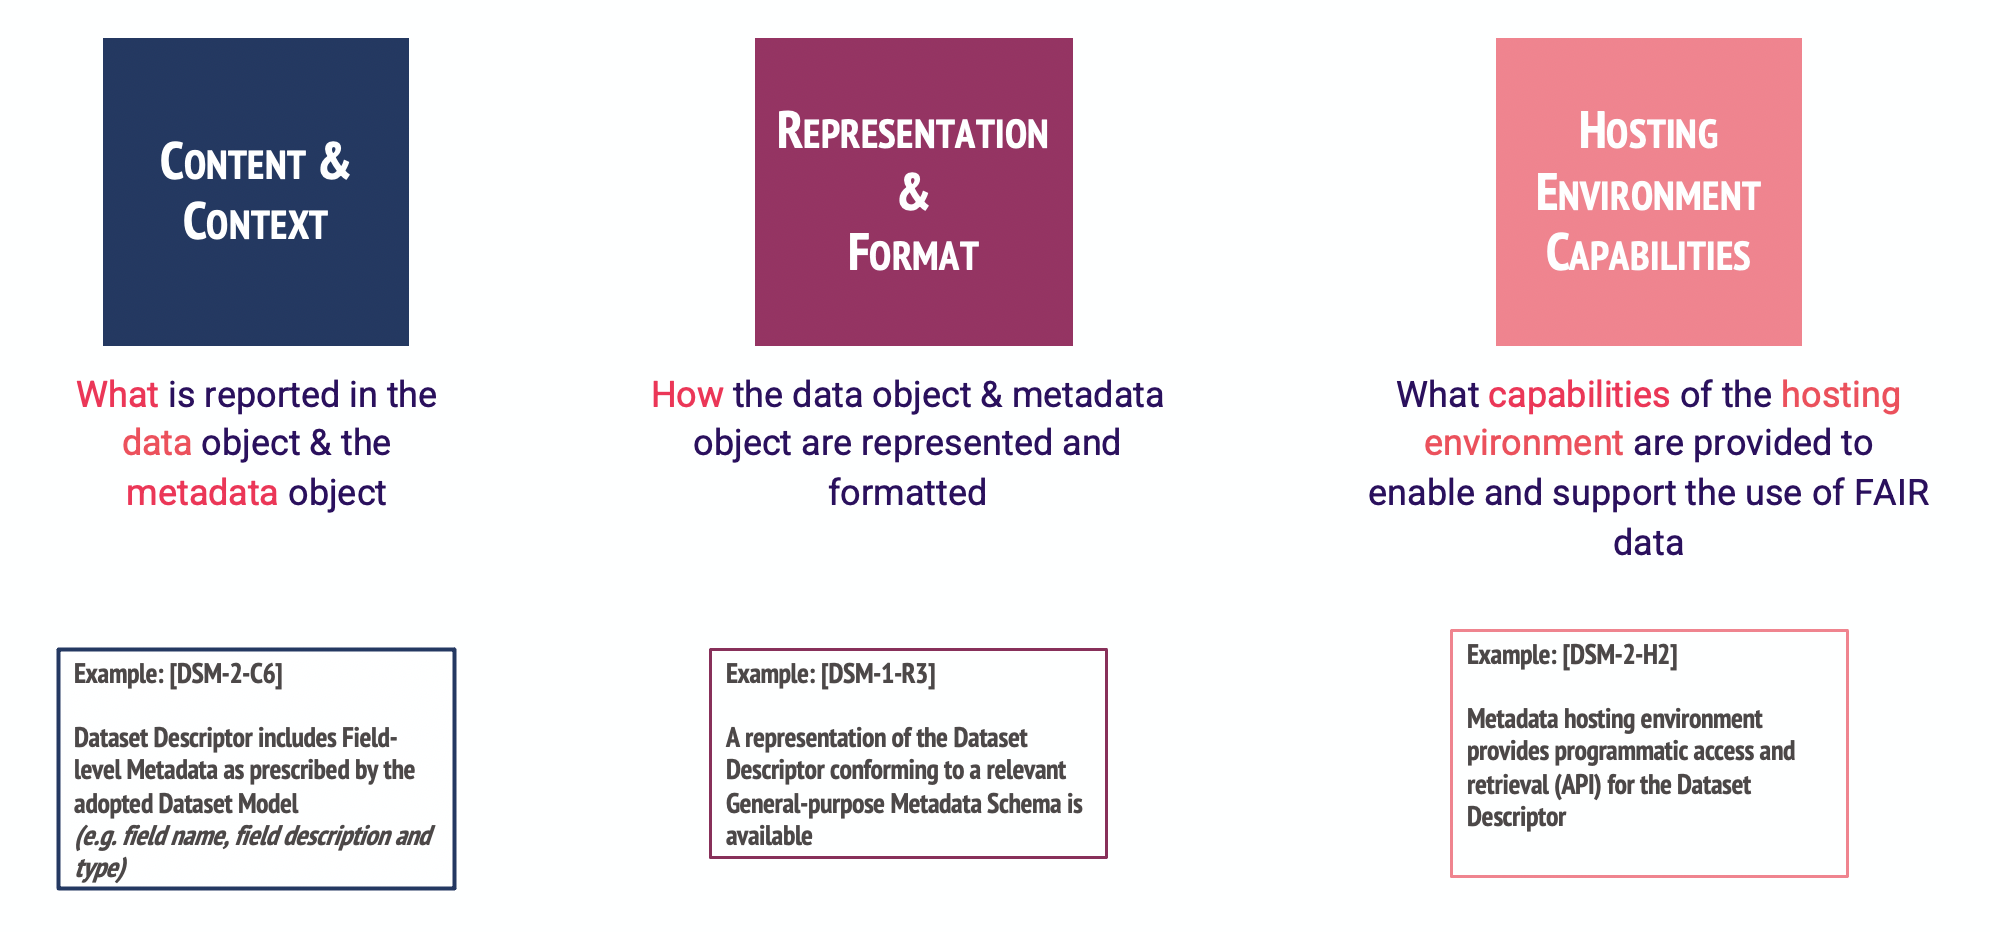 CONTENT &
CONTEXT
What is reported in the
data object & the
metadata object
Example: [DSM-2-C6]
Dataset Descriptor includes Field-
level Metadata as prescribed by the
adopted Dataset Model
(e.g. field name, field description and
type)
REPRESENTATION
&
FORMAT
How the data object & metadata
object are represented and
formatted
Example: [DSM-1-R3]
A representation of the Dataset
Descriptor conforming to a relevant
General-purpose Metadata Schema is
available
HOSTING
ENVIRONMENT
CAPABILITIES
What capabilities of the hosting
environment are provided to
enable and support the use of FAIR
data
Example: [DSM-2-H2]
Metadata hosting environment
provides programmatic access and
retrieval (API) for the Dataset
Descriptor